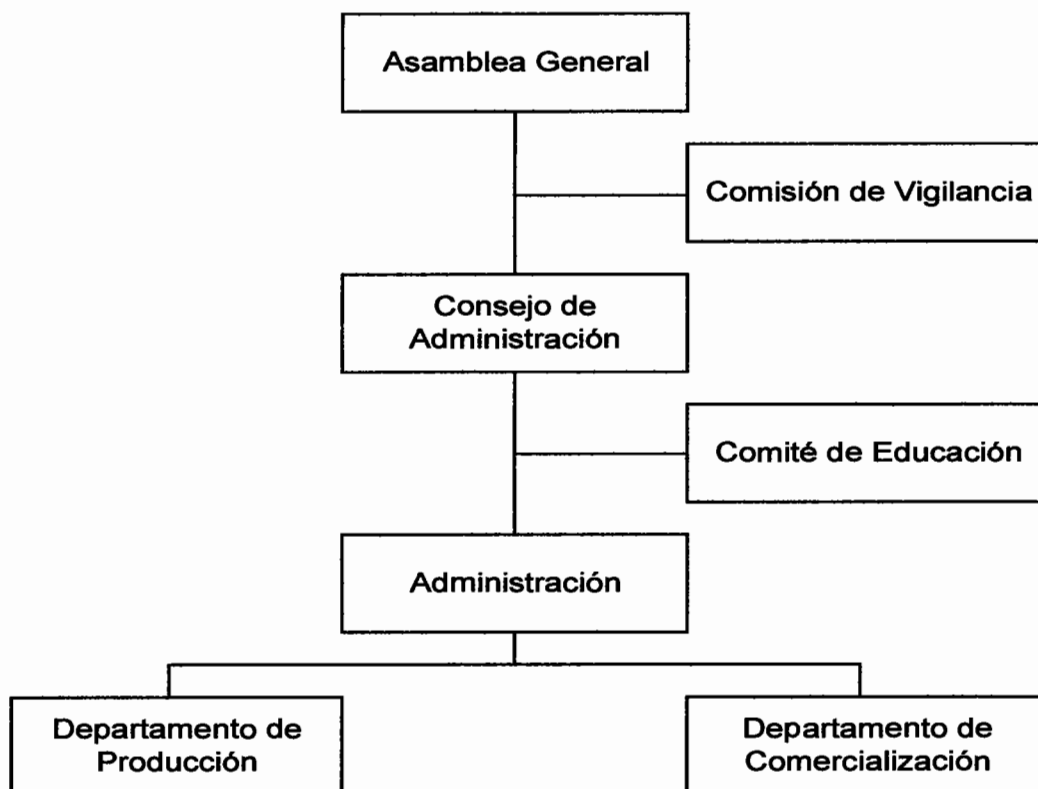 Asamblea General
Comisión de Vigilancia
Consejo de
Administración
Comité de Educación
Administración
Departamento de
Producción
Departamento de
Comercialización